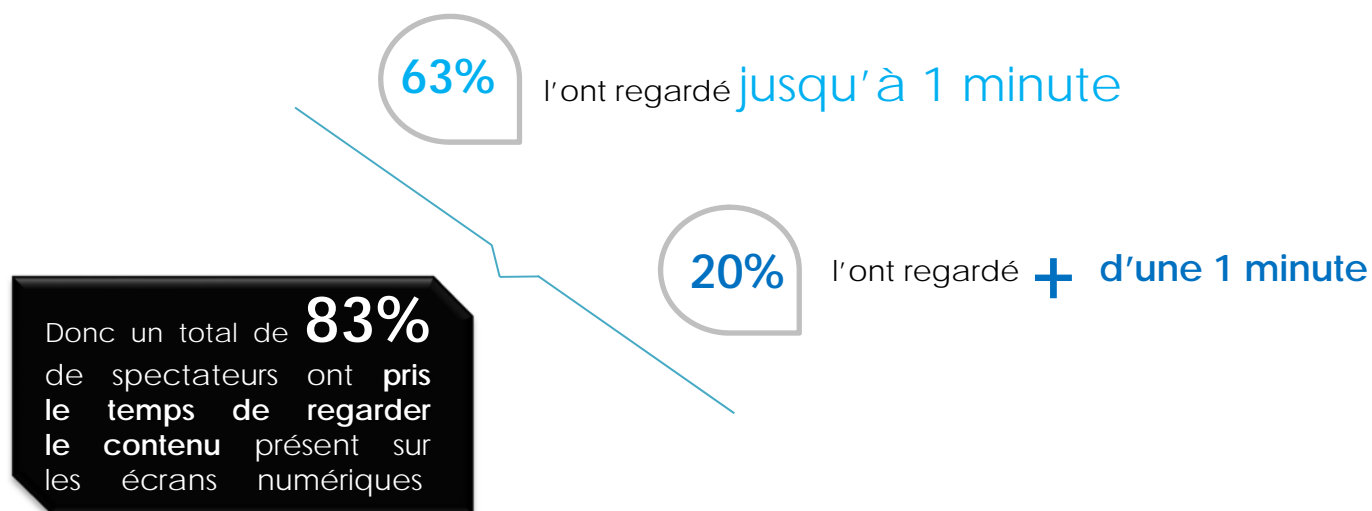 63% l'ont regardé jusqu'à 1 minute
20% l'ont regardé + d'une 1 minute
Donc un total de 83%
de spectateurs ont pris
le temps de regarder
le contenu présent sur
les écrans numériques